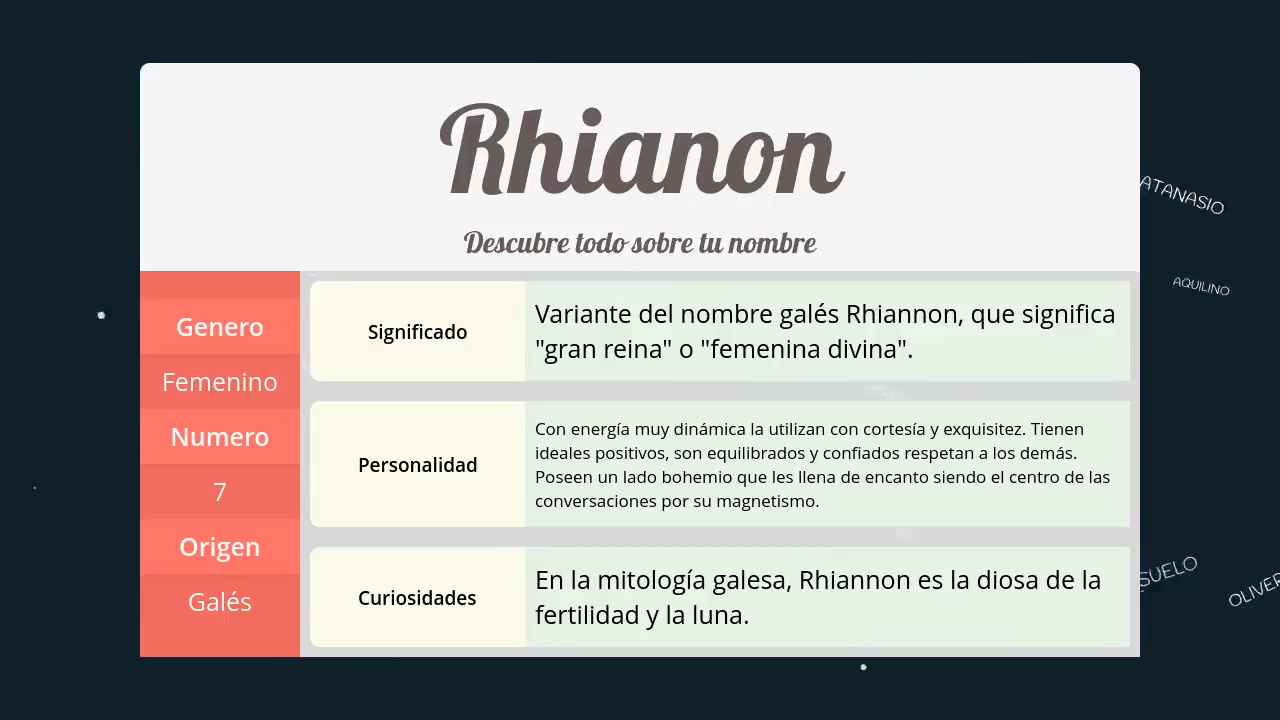 Rhianon
Descubre todo sobre tu nombre
Genero
Femenino
Numero
7
Origen
Galés
Significado
Variante del nombre galés Rhiannon, que significa
"gran reina" o "femenina divina".
Personalidad
Con energía muy dinámica la utilizan con cortesía y exquisitez. Tienen
ideales positivos, son equilibrados y confiados respetan a los demás.
Poseen un lado bohemio que les llena de encanto siendo el centro de las
conversaciones por su magnetismo.
Curiosidades
En la mitología galesa, Rhiannon es la diosa de la
fertilidad y la luna.
ATANASIO
AQUILINO
SUELO
OLIVER